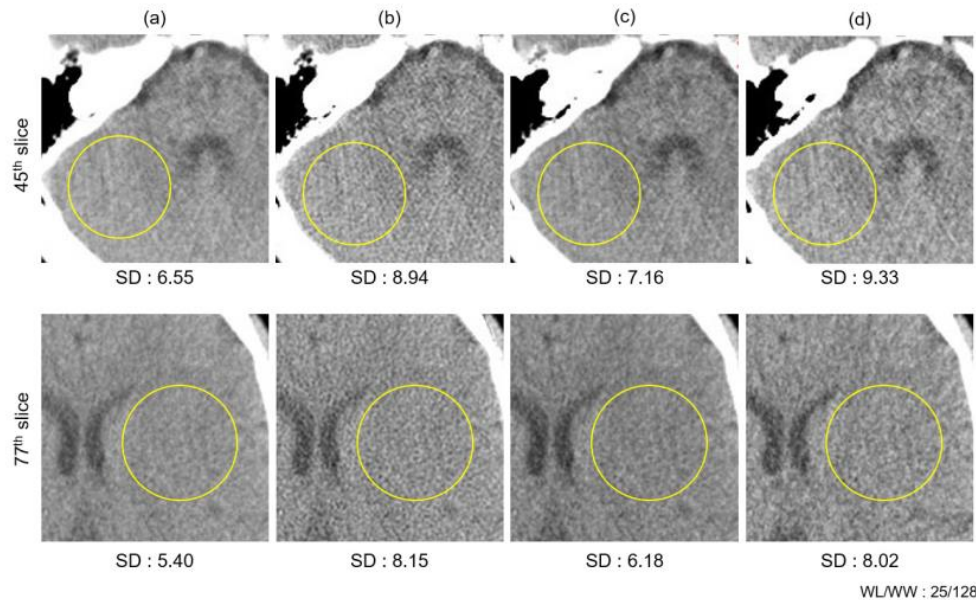 (a) (b) (c) (d)
45th slice
SD : 6.55 SD : 8.94 SD : 7.16 SD : 9.33
77th slice
SD : 5.40 SD : 8.15 SD : 6.18 SD : 8.02
WL/WW : 25/128